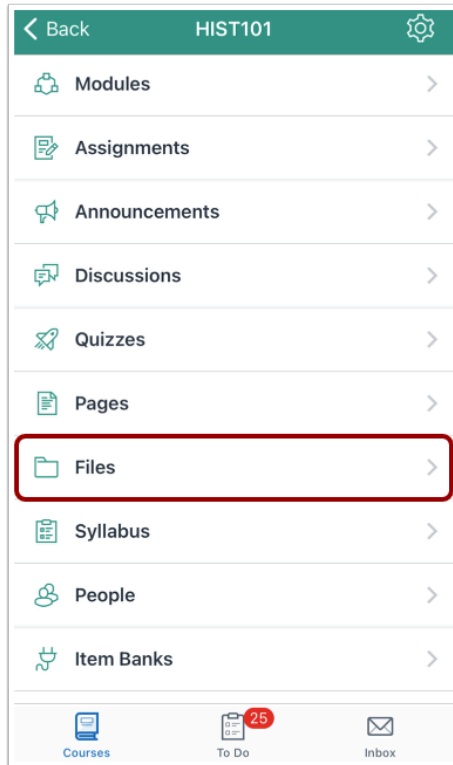 Back HIST101
Modules
Assignments
Announcements
Discussions
Quizzes
Pages
Files
Syllabus
People
Item Banks
25
Courses To Do Inbox